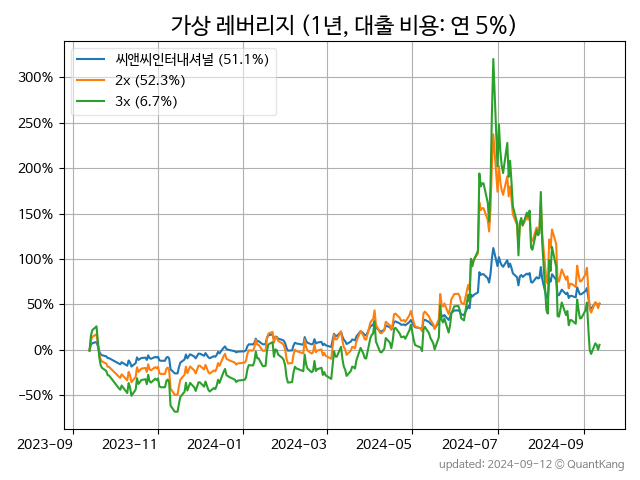 가상 레버리지 (1년, 대출 비용: 연 5%)
씨앤씨인터내셔널 (51.1%)
2x (52.3%)
3x (6.7%)
300%
250%
200%
150%
100%
50%
0%
−50%
2023-09 2023-11 2024-01 2024-03 2024-05 2024-07 2024-09
updated: 2024-09-12 © QuantKang